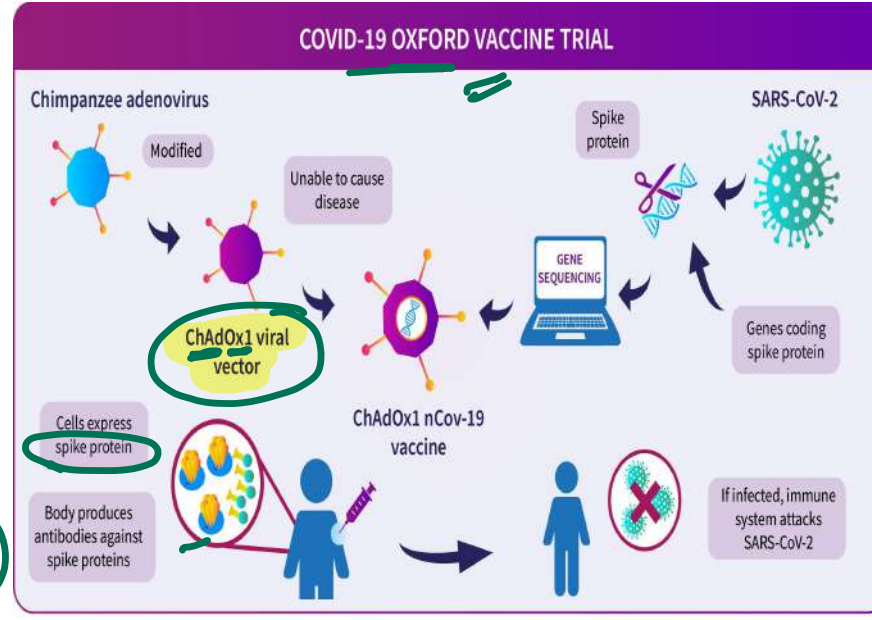 COVID-19 OXFORD VACCINE TRIAL
Chimpanzee adenovirus
Modified
Unable to cause
disease
Spike
protein
SARS-CoV-2
GENE
SEQUENCING
Genes coding
spike protein
ChAdOx1 viral
vector
ChAdOx1 nCov-19
vaccine
Cells express
spike protein
Body produces
antibodies against
spike proteins
If infected, immune
system attacks
SARS-CoV-2